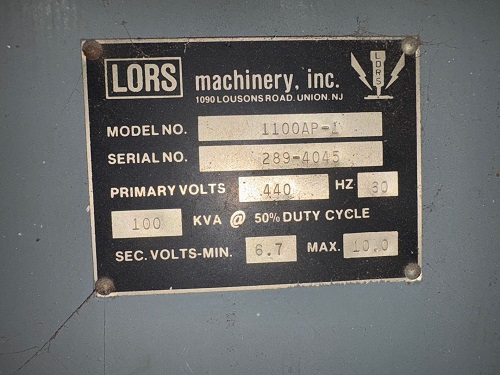 LORS machinery, inc. LORS
1090 LOUSONS ROAD, UNION, NJ
MODEL NO. 1100AP-1
SERIAL NO. 289-4045
PRIMARY VOLTS 440 HZ 60
100 KVA @ 50% DUTY CYCLE
SEC. VOLTS-MIN. 6.7 MAX. 10.0